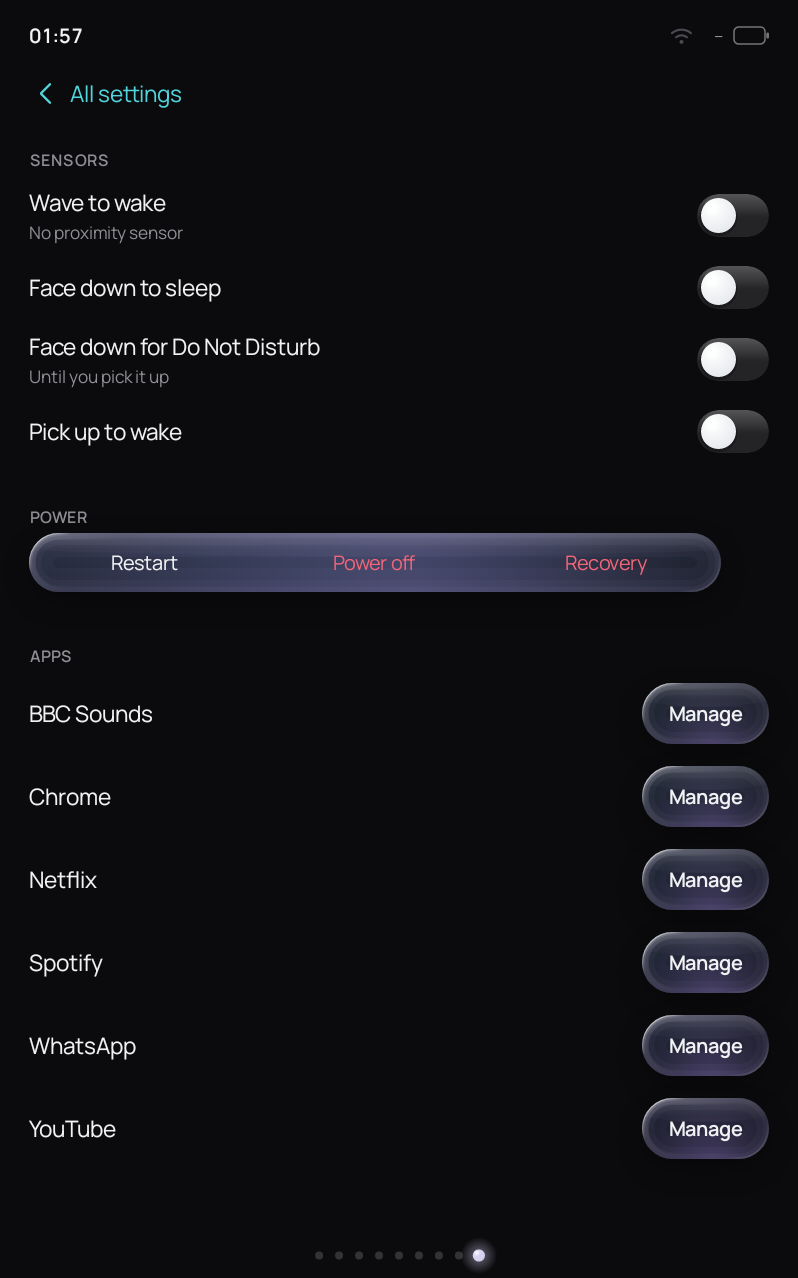 01:57
–
All settings
SENSORS
Wave to wake
No proximity sensor
Face down to sleep
Face down for Do Not Disturb
Until you pick it up
Pick up to wake
POWER
Restart Power off Recovery
APPS
BBC Sounds Manage
Chrome Manage
Netflix Manage
Spotify Manage
WhatsApp Manage
YouTube Manage